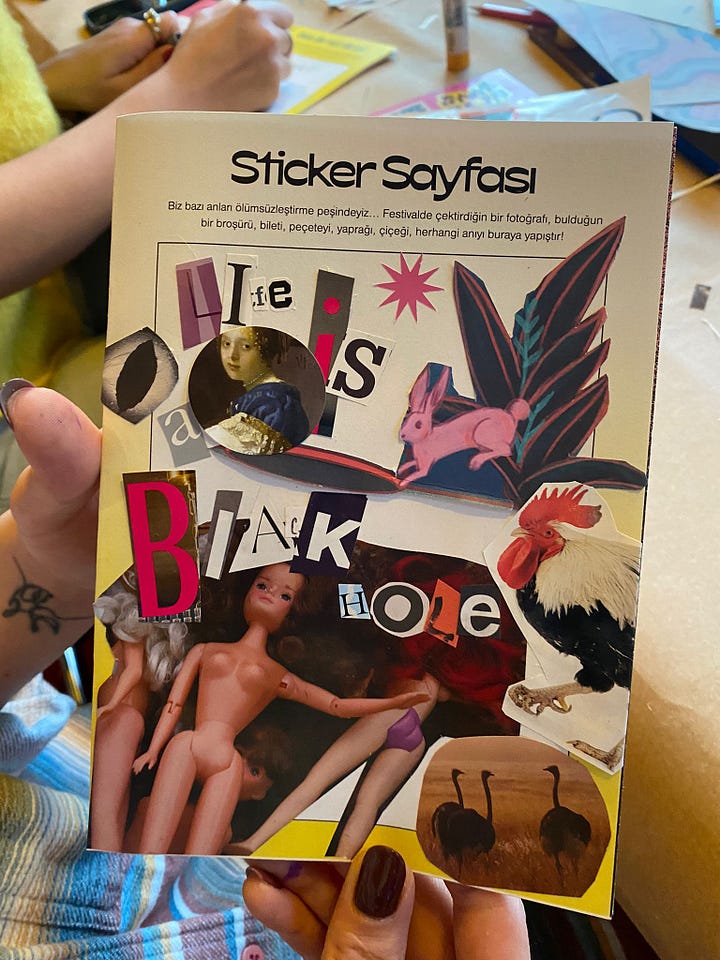 Sticker Sayfası
Biz bazı anları ölümsüzleştirme peşindeyiz... Festivalde çektirdiğin bir fotoğrafı, bulduğun
bir broşürü, bileti, peçeteyi, yaprağı, çiçeği, herhangi anıyı buraya yapıştır!
LIfe is
a
BlAcK
HOLe